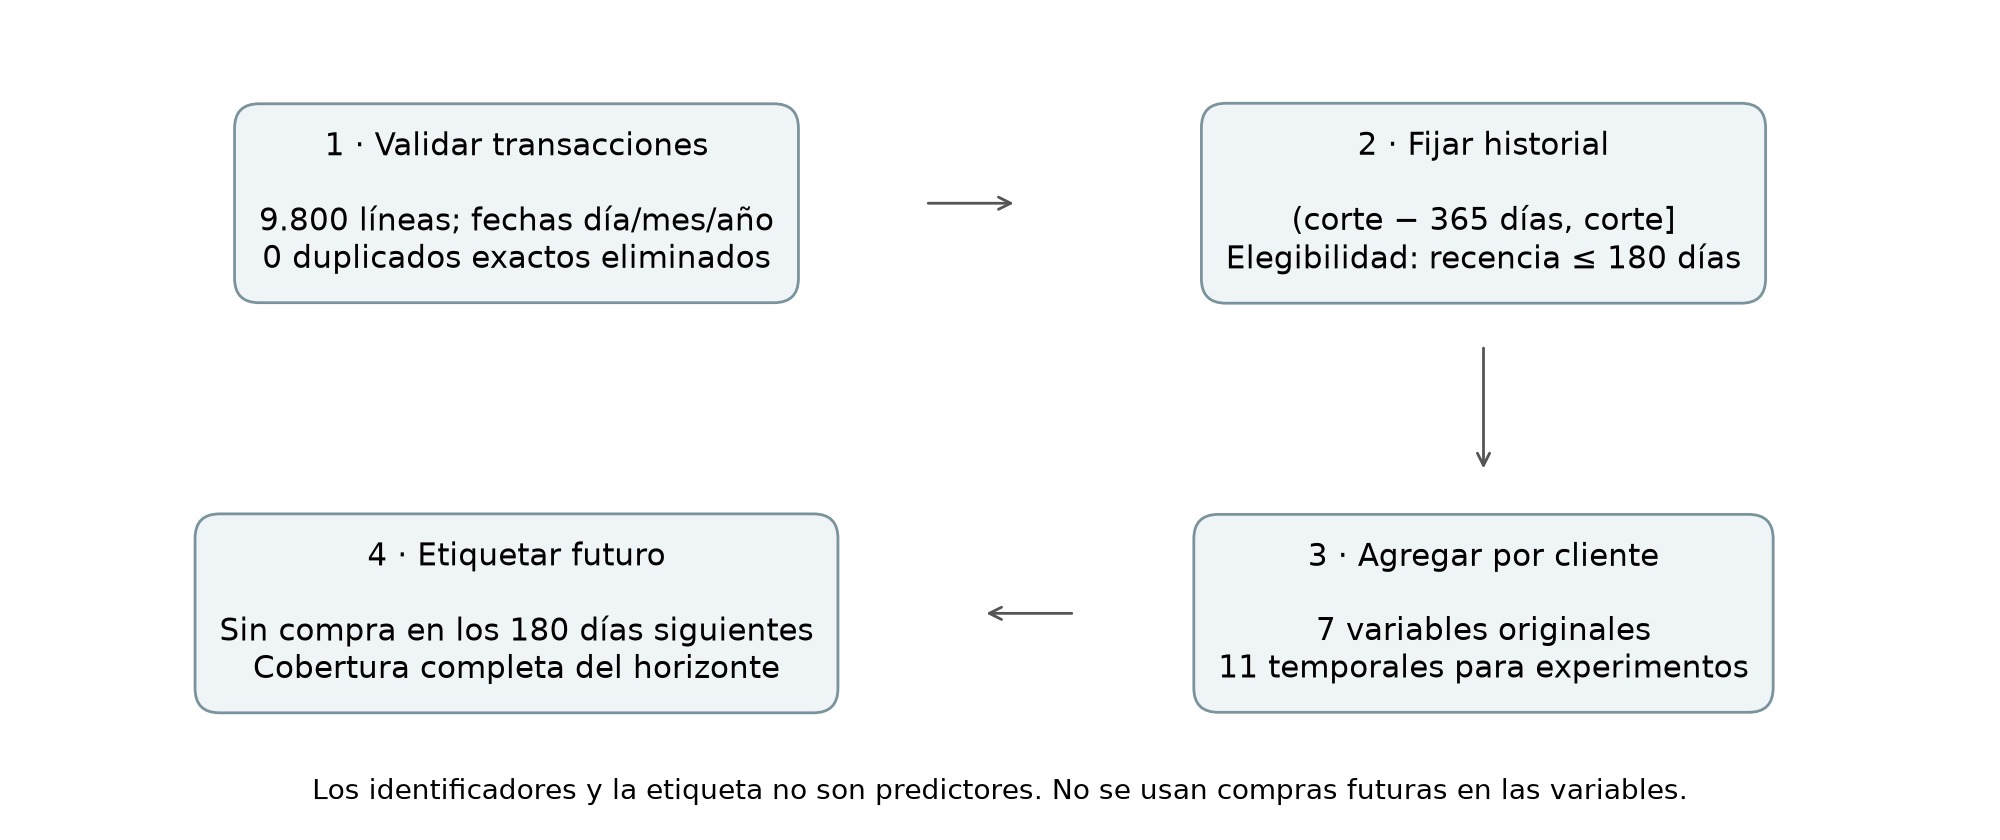 1 · Validar transacciones
9.800 líneas; fechas día/mes/año
0 duplicados exactos eliminados
2 · Fijar historial
(corte − 365 días, corte]
Elegibilidad: recencia ≤ 180 días
3 · Agregar por cliente
7 variables originales
11 temporales para experimentos
4 · Etiquetar futuro
Sin compra en los 180 días siguientes
Cobertura completa del horizonte
Los identificadores y la etiqueta no son predictores. No se usan compras futuras en las variables.